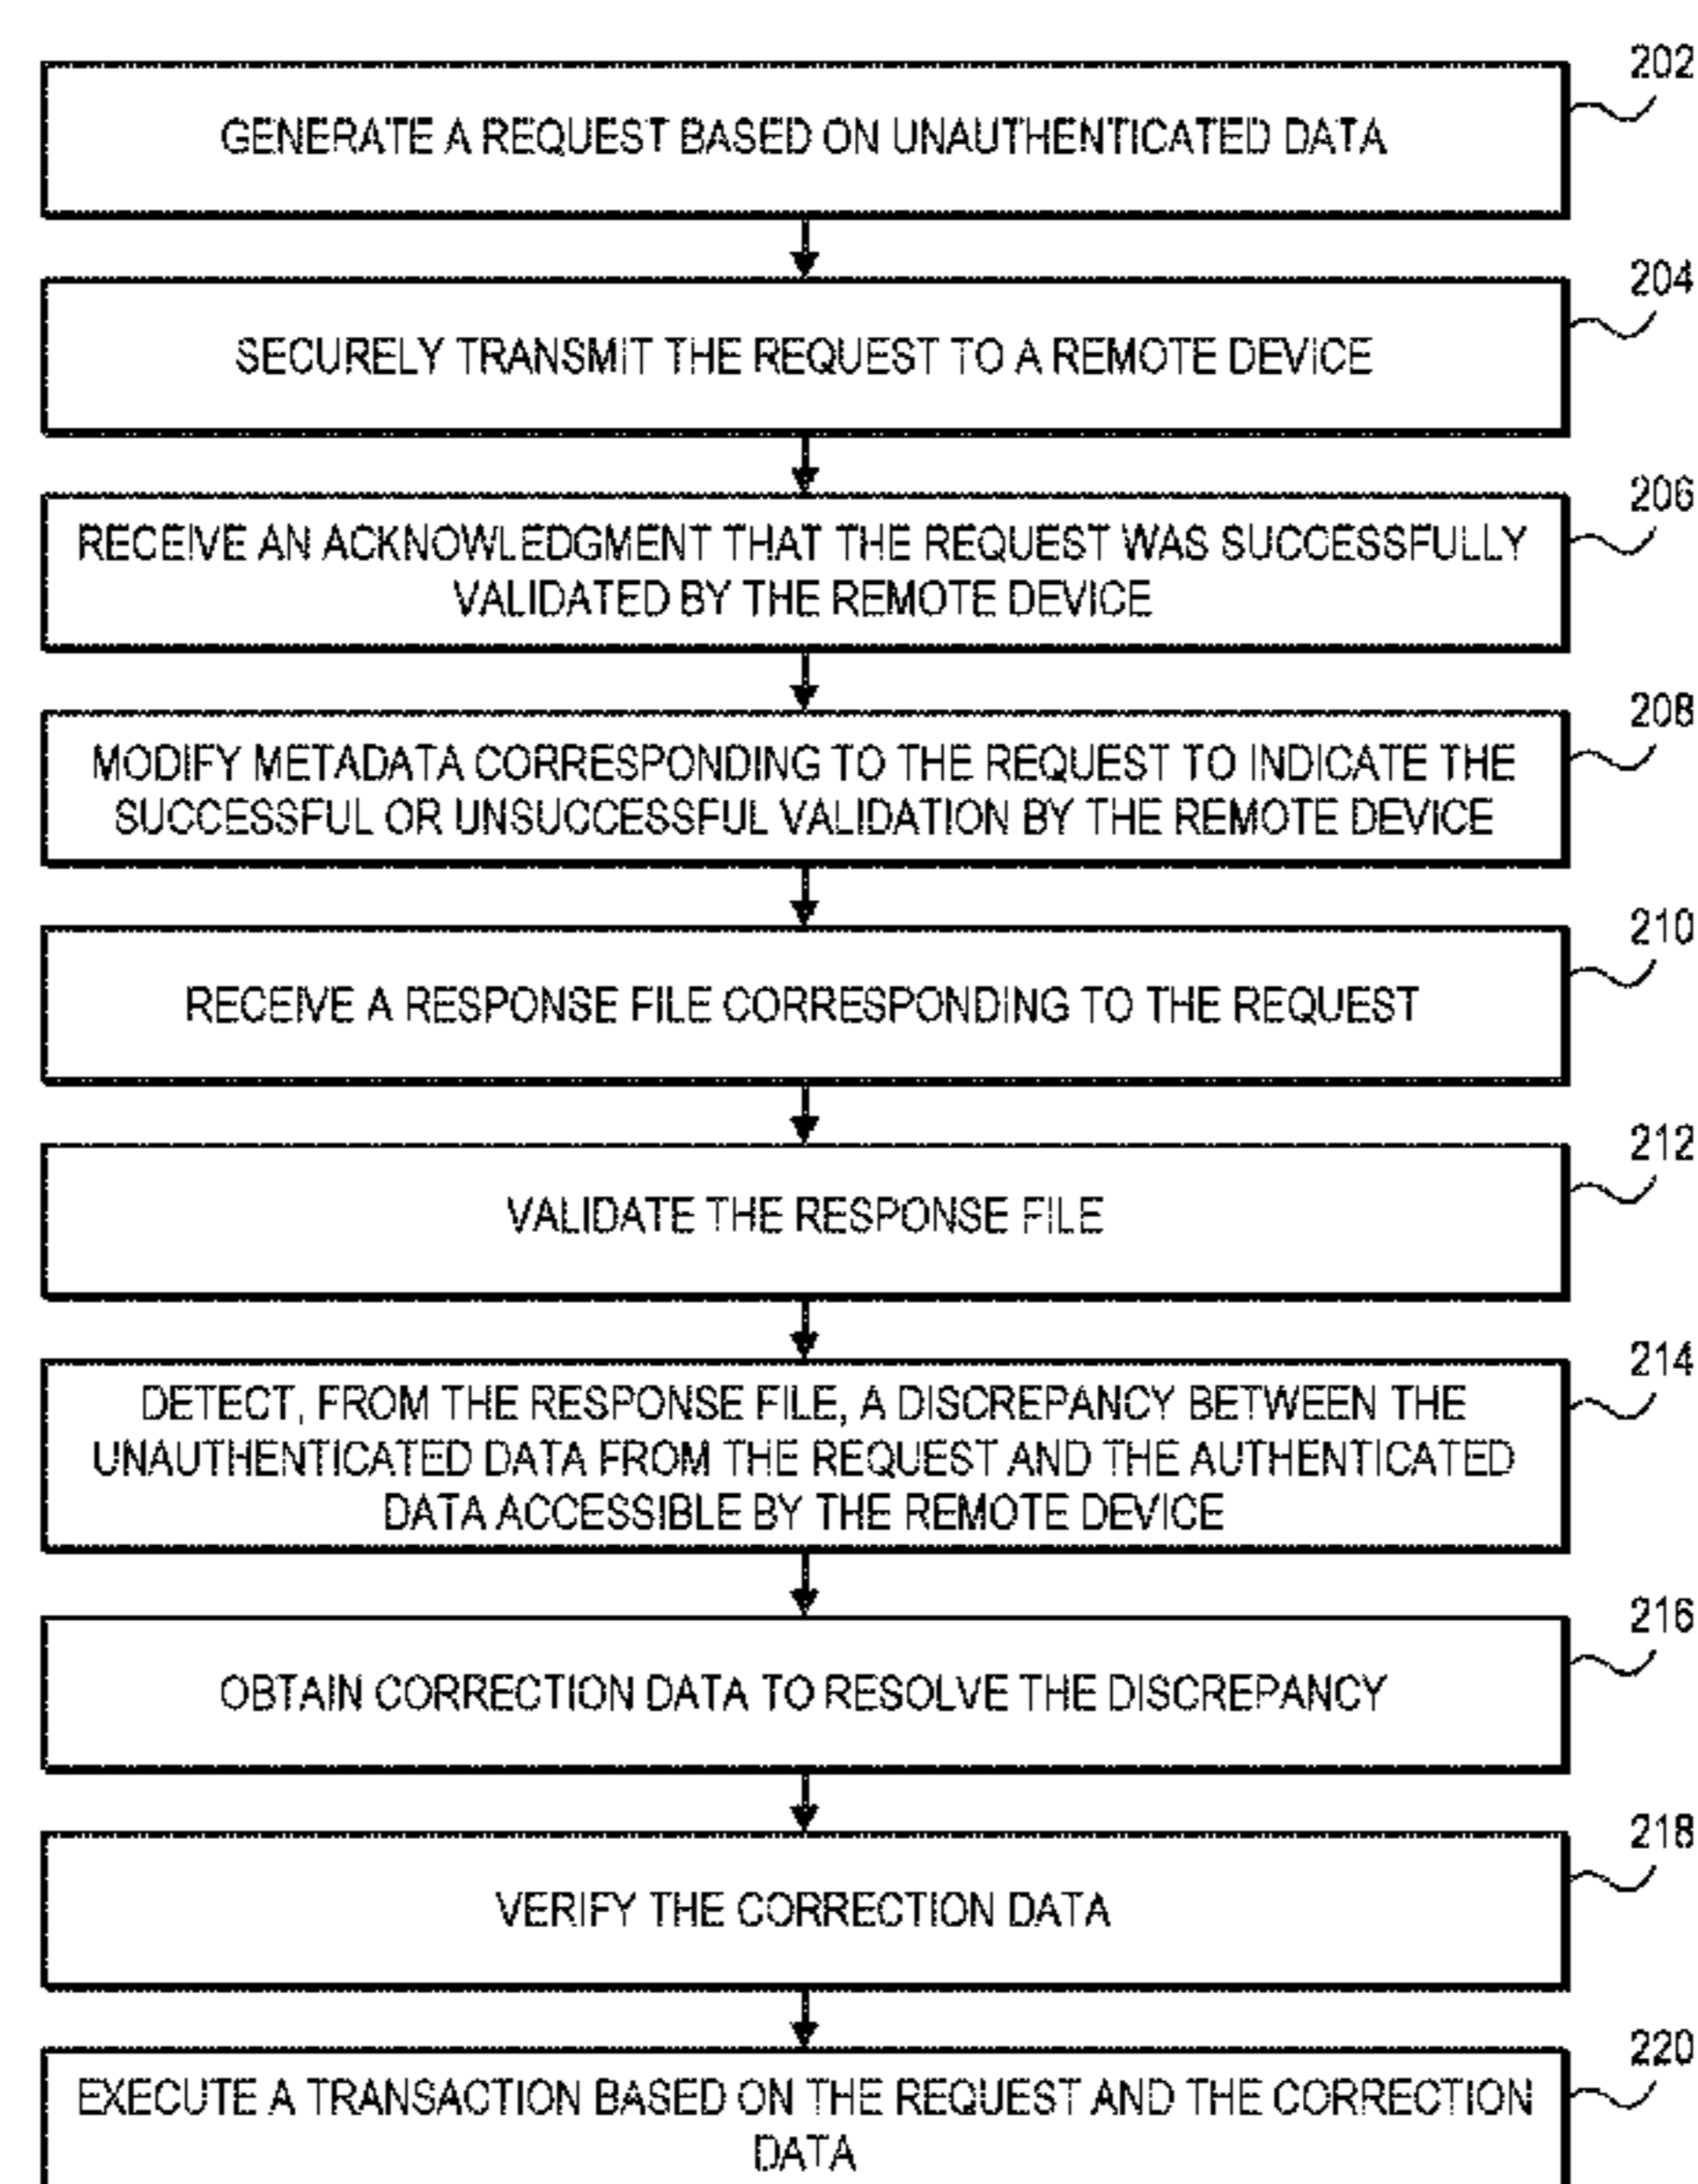 202
GENERATE A REQUEST BASED ON UNAUTHENTICATED DATA
204
SECURELY TRANSMIT THE REQUEST TO A REMOTE DEVICE
206
RECEIVE AN ACKNOWLEDGMENT THAT THE REQUEST WAS SUCCESSFULLY
VALIDATED BY THE REMOTE DEVICE
208
MODIFY METADATA CORRESPONDING TO THE REQUEST TO INDICATE THE
SUCCESSFUL OR UNSUCCESSFUL VALIDATION BY THE REMOTE DEVICE
210
RECEIVE A RESPONSE FILE CORRESPONDING TO THE REQUEST
212
VALIDATE THE RESPONSE FILE
214
DETECT, FROM THE RESPONSE FILE, A DISCREPANCY BETWEEN THE
UNAUTHENTICATED DATA FROM THE REQUEST AND THE AUTHENTICATED
DATA ACCESSIBLE BY THE REMOTE DEVICE
216
OBTAIN CORRECTION DATA TO RESOLVE THE DISCREPANCY
218
VERIFY THE CORRECTION DATA
220
EXECUTE A TRANSACTION BASED ON THE REQUEST AND THE CORRECTION
DATA